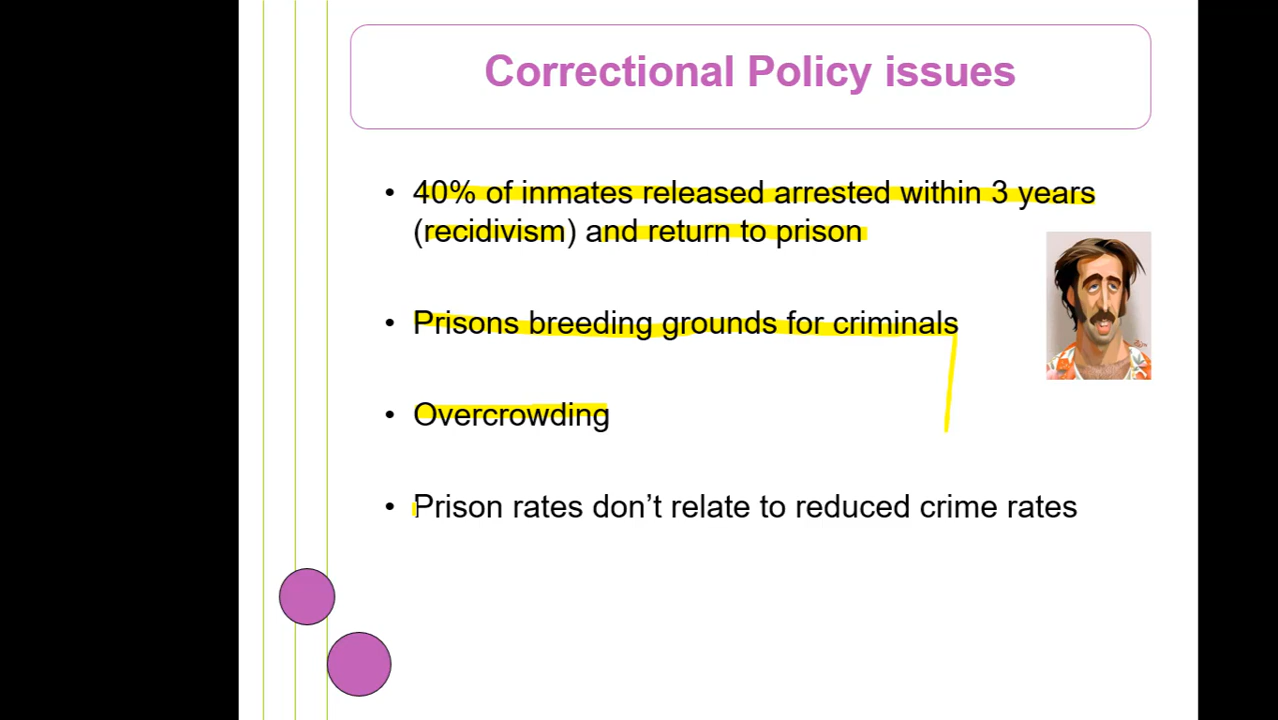 Correctional Policy issues
• 40% of inmates released arrested within 3 years
(recidivism) and return to prison
• Prisons breeding grounds for criminals
• Overcrowding
• Prison rates don’t relate to reduced crime rates